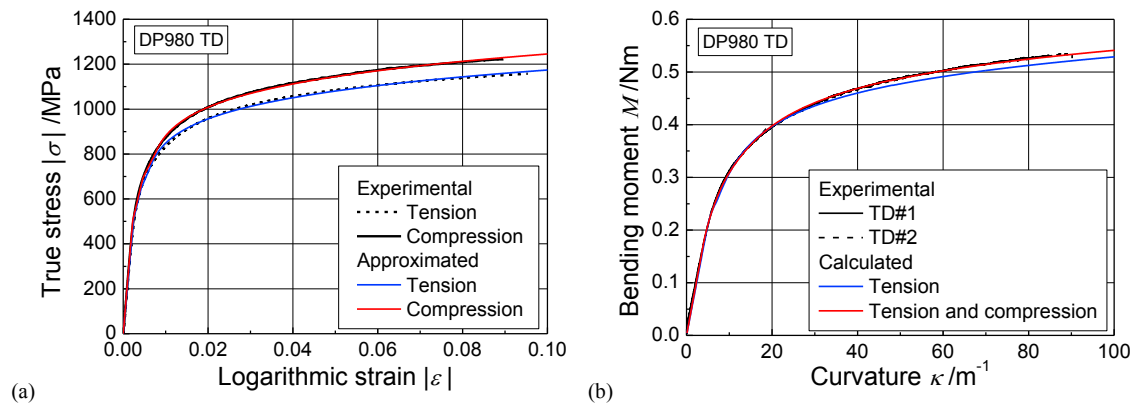 DP980 TD
True stress |σ| /MPa
1400
1200
1000
800
600
400
200
0
Experimental
Tension
Compression
Approximated
Tension
Compression
0.00 0.02 0.04 0.06 0.08 0.10
Logarithmic strain |ε|
(a)
DP980 TD
Bending moment M /Nm
0.6
0.5
0.4
0.3
0.2
0.1
0.0
Experimental
TD#1
TD#2
Calculated
Tension
Tension and compression
0 20 40 60 80 100
Curvature κ /m⁻¹
(b)